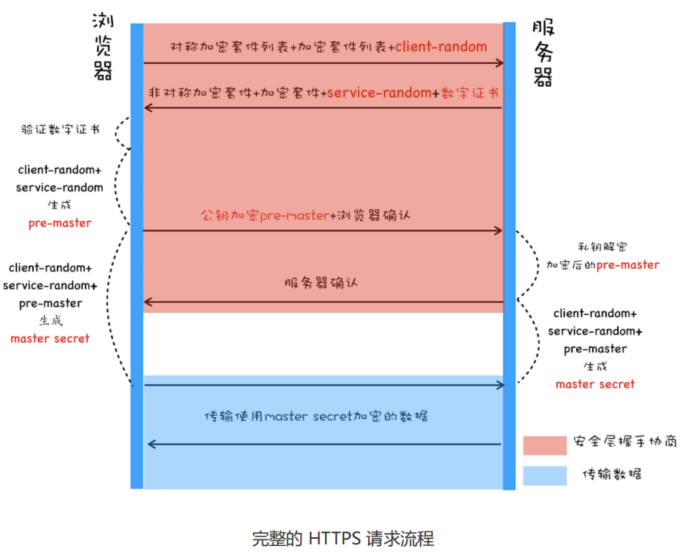 浏览器
服务器
对称加密套件列表+加密套件列表+client-random
非对称加密套件+加密套件+service-random+数字证书
验证数字证书
client-random+
service-random
生成
pre-master
公钥加密pre-master+浏览器确认
私钥解密
加密后的pre-master
client-random+
service-random+
pre-master
生成
master secret
服务器确认
client-random+
service-random+
pre-master
生成
master secret
传输使用master secret加密的数据
安全层握手协商
传输数据
完整的 HTTPS 请求流程